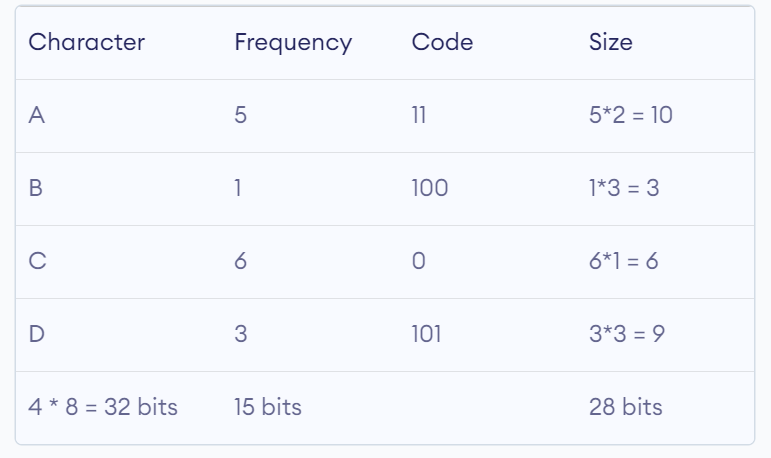 Character Frequency Code Size
A 5 11 5*2 = 10
B 1 100 1*3 = 3
C 6 0 6*1 = 6
D 3 101 3*3 = 9
4 * 8 = 32 bits 15 bits 28 bits